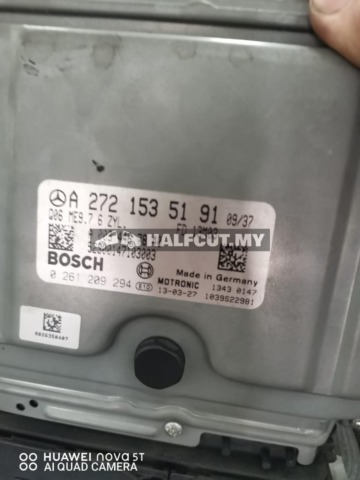 A 272 153 51 91 09/37
Q06 ME9.7 6 ZYL
HALFCUT.MY
BOSCH
Made in Germany
MOTRONIC 1343 0147
0 261 209 294 13-03-27 1039S22981
HUAWEI nova 5T
AI QUAD CAMERA